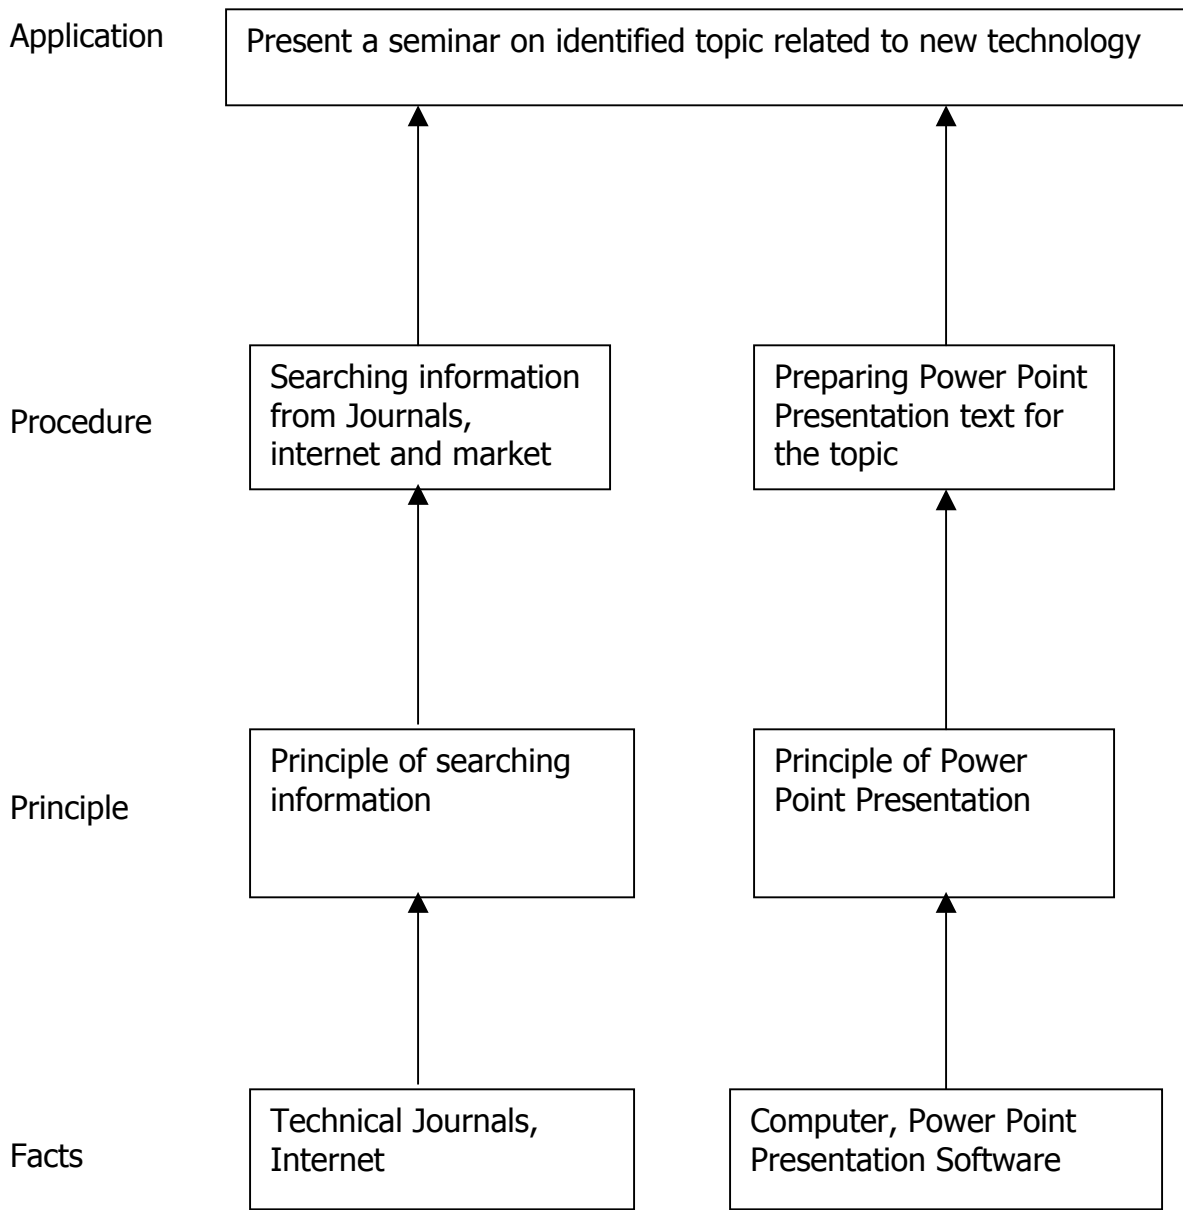 Application
Present a seminar on identified topic related to new technology
Procedure
Searching information
from Journals,
internet and market
Preparing Power Point
Presentation text for
the topic
Principle
Principle of searching
information
Principle of Power
Point Presentation
Facts
Technical Journals,
Internet
Computer, Power Point
Presentation Software